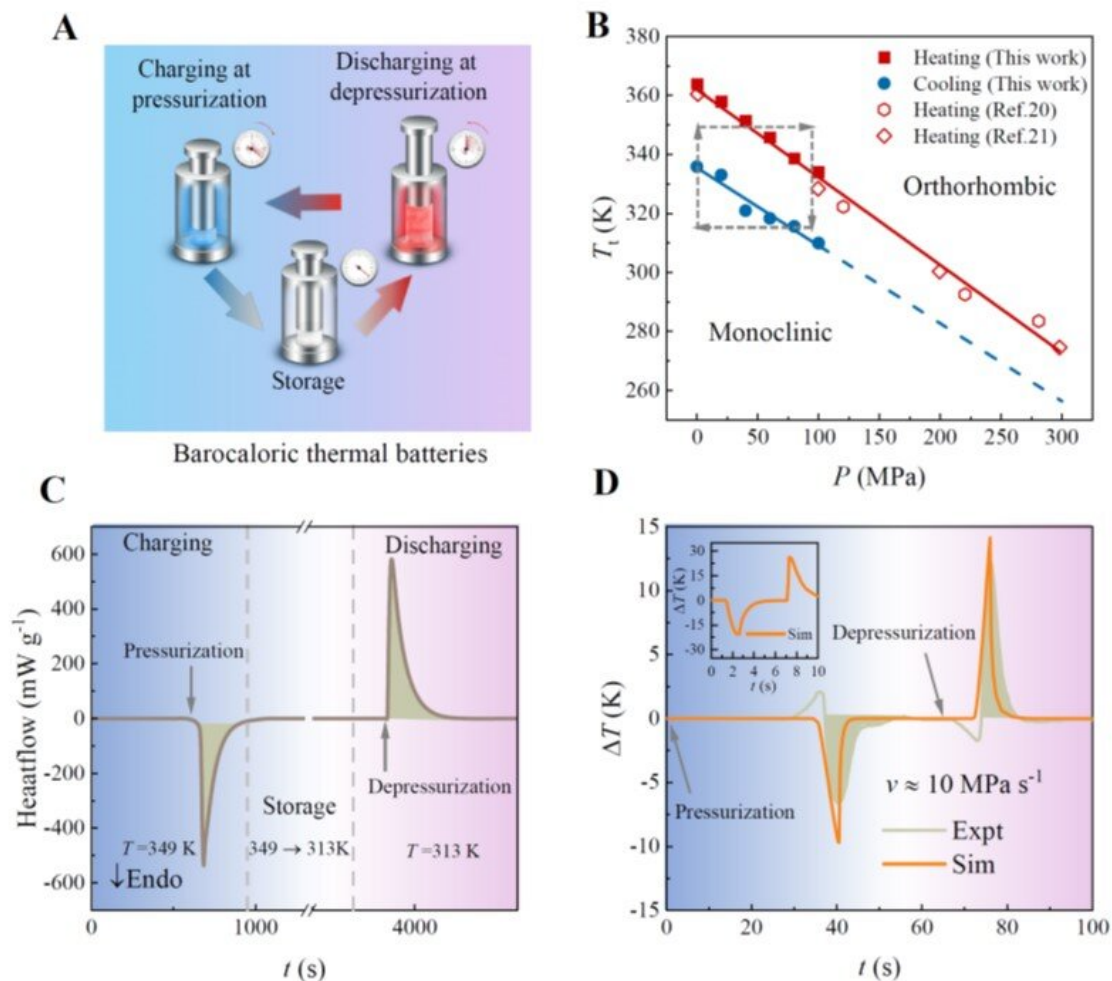 A
Charging at
pressurization
Discharging at
depressurization
Storage
Barocaloric thermal batteries
B
380
360
340
320
300
280
260
Tt (K)
Heating (This work)
Cooling (This work)
Heating (Ref.20)
Heating (Ref.21)
Orthorhombic
Monoclinic
0 50 100 150 200 250 300
P (MPa)
C
600
400
200
0
-200
-400
-600
Heaatflow (mW g-1)
Charging
Discharging
Pressurization
Depressurization
Storage
T =349 K
349 → 313K
T =313 K
↓Endo
0 1000 4000
t (s)
D
15
10
5
0
-5
-10
-15
ΔT (K)
30
15
0
-15
-30
ΔT (K)
Sim
0 2 4 6 8 10
t (s)
Depressurization
Pressurization
v ≈ 10 MPa s-1
Expt
Sim
0 20 40 60 80 100
t (s)